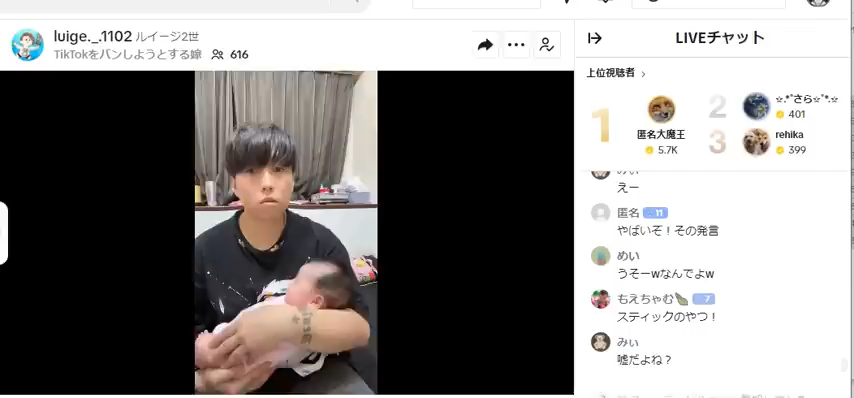 luige._.1102 ルイージ2世
TikTokをバンしようとする嫁 616
LIVEチャット
上位視聴者
1
匿名大魔王
5.7K
2
☆.*ﾟさら☆ﾟ*.☆
401
3
rehika
399
みぃ
えー
匿名 11
やばいぞ！その発言
めい
うそーwなんでよw
もえちゃむ 7
スティックのやつ！
みぃ
嘘だよね？